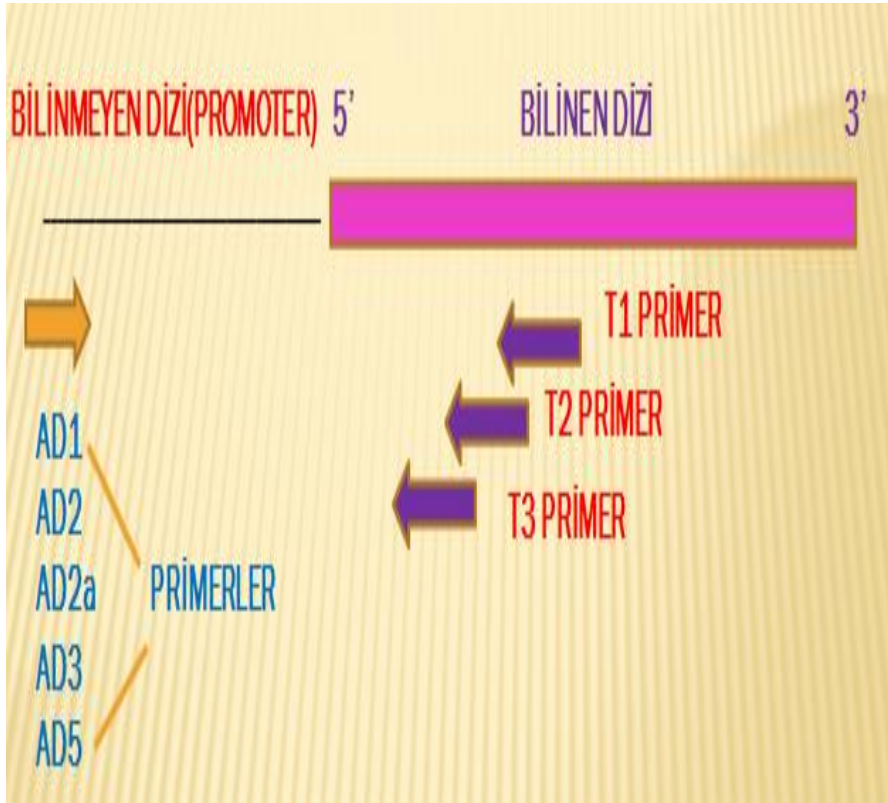 BİLİNMEYEN DİZİ(PROMOTER) 5’ BİLİNEN DİZİ 3’
T1 PRİMER
T2 PRİMER
T3 PRİMER
AD1
AD2
AD2a PRİMERLER
AD3
AD5